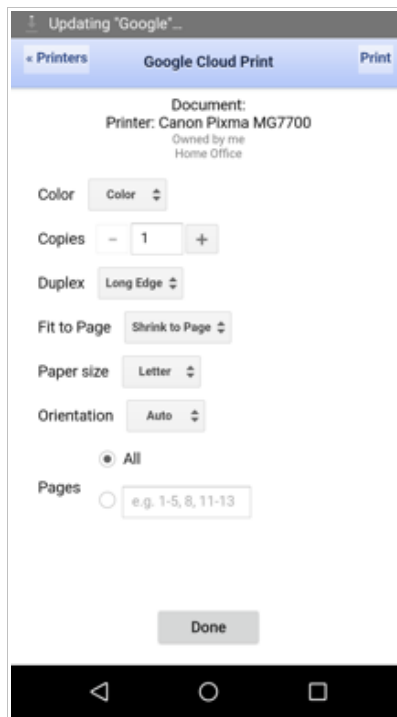 Updating "Google"...
« Printers Google Cloud Print Print
Document:
Printer: Canon Pixma MG7700
Owned by me
Home Office
Color Color
Copies − 1 +
Duplex Long Edge
Fit to Page Shrink to Page
Paper size Letter
Orientation Auto
All
Pages
e.g. 1-5, 8, 11-13
Done